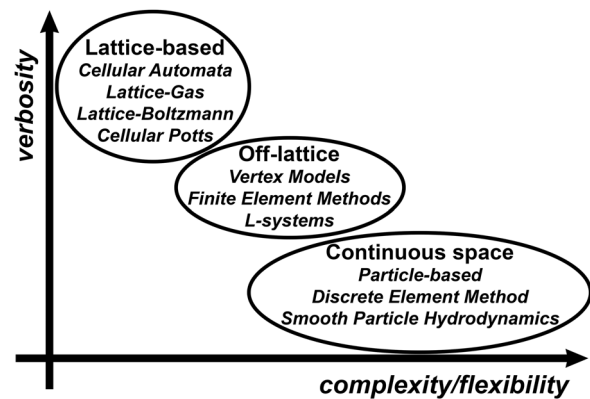 verbosity
Lattice-based
Cellular Automata
Lattice-Gas
Lattice-Boltzmann
Cellular Potts
Off-lattice
Vertex Models
Finite Element Methods
L-systems
Continuous space
Particle-based
Discrete Element Method
Smooth Particle Hydrodynamics
complexity/flexibility